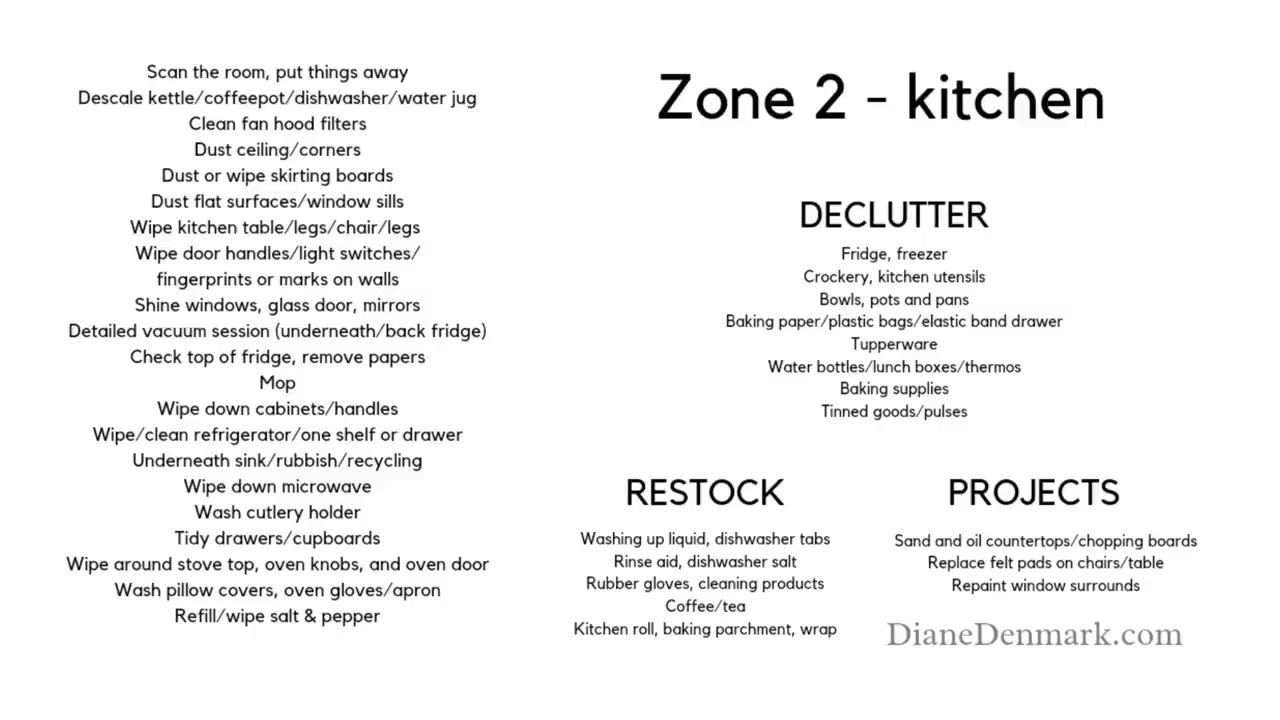 Scan the room, put things away
Descale kettle/coffeepot/dishwasher/water jug
Clean fan hood filters
Dust ceiling/corners
Dust or wipe skirting boards
Dust flat surfaces/window sills
Wipe kitchen table/legs/chair/legs
Wipe door handles/light switches/
fingerprints or marks on walls
Shine windows, glass door, mirrors
Detailed vacuum session (underneath/back fridge)
Check top of fridge, remove papers
Mop
Wipe down cabinets/handles
Wipe/clean refrigerator/one shelf or drawer
Underneath sink/rubbish/recycling
Wipe down microwave
Wash cutlery holder
Tidy drawers/cupboards
Wipe around stove top, oven knobs, and oven door
Wash pillow covers, oven gloves/apron
Refill/wipe salt & pepper
Zone 2 - kitchen
DECLUTTER
Fridge, freezer
Crockery, kitchen utensils
Bowls, pots and pans
Baking paper/plastic bags/elastic band drawer
Tupperware
Water bottles/lunch boxes/thermos
Baking supplies
Tinned goods/pulses
RESTOCK
Washing up liquid, dishwasher tabs
Rinse aid, dishwasher salt
Rubber gloves, cleaning products
Coffee/tea
Kitchen roll, baking parchment, wrap
PROJECTS
Sand and oil countertops/chopping boards
Replace felt pads on chairs/table
Repaint window surrounds
DianeDenmark.com